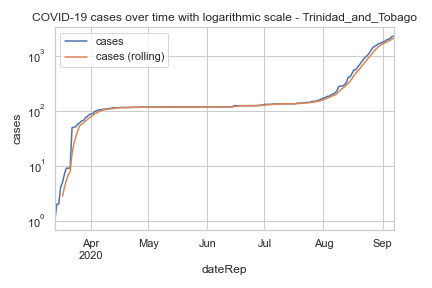 COVID-19 cases over time with logarithmic scale - Trinidad_and_Tobago
cases
cases (rolling)
10³
10²
10¹
10⁰
cases
Apr
2020
May
Jun
Jul
Aug
Sep
dateRep